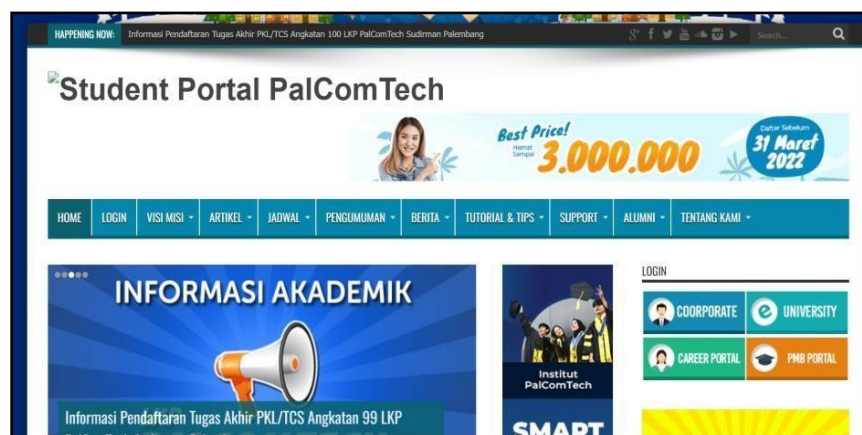 HAPPENING NOW: Informasi Pendaftaran Tugas Akhir PKL/TCS Angkatan 100 LKP PalComTech Sudirman Palembang
Search...
Student Portal PalComTech
Best Price!
Hemat
Sampai
3.000.000
Daftar Sebelum
31 Maret
2022
HOME LOGIN VISI MISI ARTIKEL JADWAL PENGUMUMAN BERITA TUTORIAL & TIPS SUPPORT ALUMNI TENTANG KAMI
INFORMASI AKADEMIK
Informasi Pendaftaran Tugas Akhir PKL/TCS Angkatan 99 LKP
Institut
PalComTech
SMART
LOGIN
COORPORATE
UNIVERSITY
CAREER PORTAL
PMB PORTAL